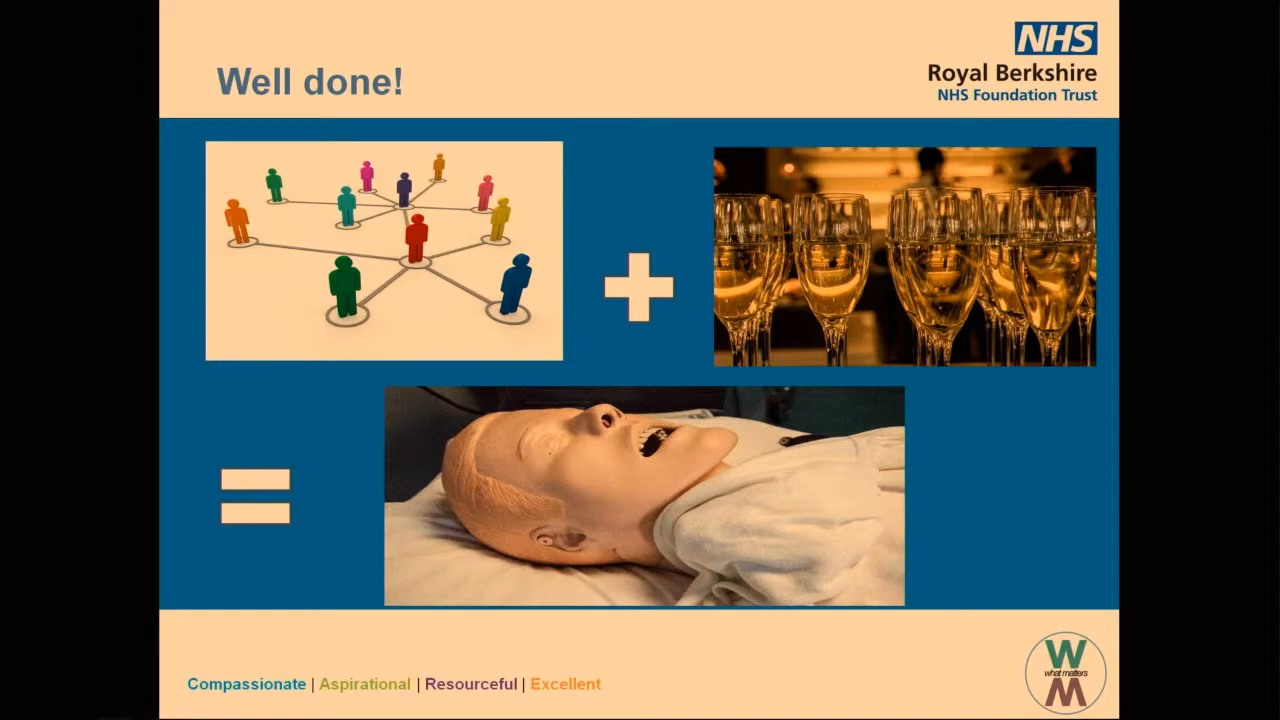 Well done!
NHS
Royal Berkshire
NHS Foundation Trust
Compassionate | Aspirational | Resourceful | Excellent
W
what matters
M